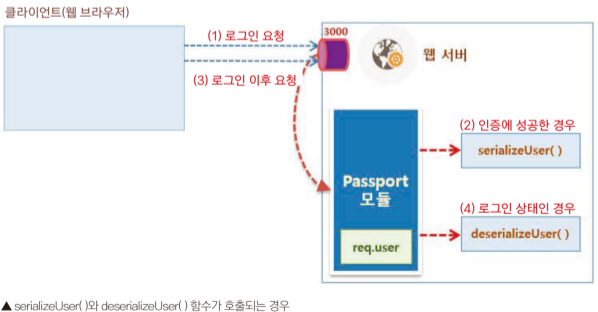 클라이언트(웹 브라우저)
(1) 로그인 요청
3000
웹 서버
(3) 로그인 이후 요청
(2) 인증에 성공한 경우
serializeUser( )
Passport
모듈
(4) 로그인 상태인 경우
deserializeUser( )
req.user
▲ serializeUser( )와 deserializeUser( ) 함수가 호출되는 경우